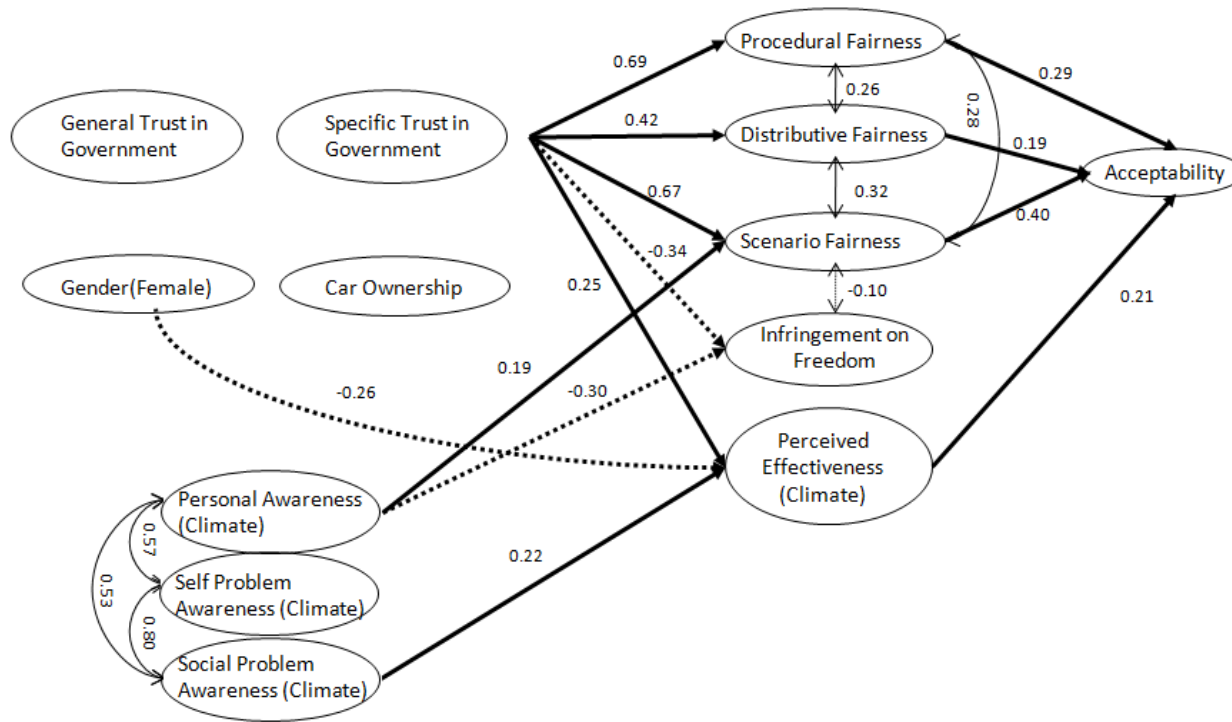 Procedural Fairness
0.69
0.29
0.26
0.28
General Trust in
Government
Specific Trust in
Government
0.42
Distributive Fairness
0.19
Acceptability
0.67
0.32
0.40
Scenario Fairness
-0.34
Gender(Female)
Car Ownership
0.25
-0.10
0.21
Infringement on
Freedom
0.19
-0.30
-0.26
Perceived
Effectiveness
(Climate)
Personal Awareness
(Climate)
0.57
0.53
Self Problem
Awareness (Climate)
0.22
0.80
Social Problem
Awareness (Climate)